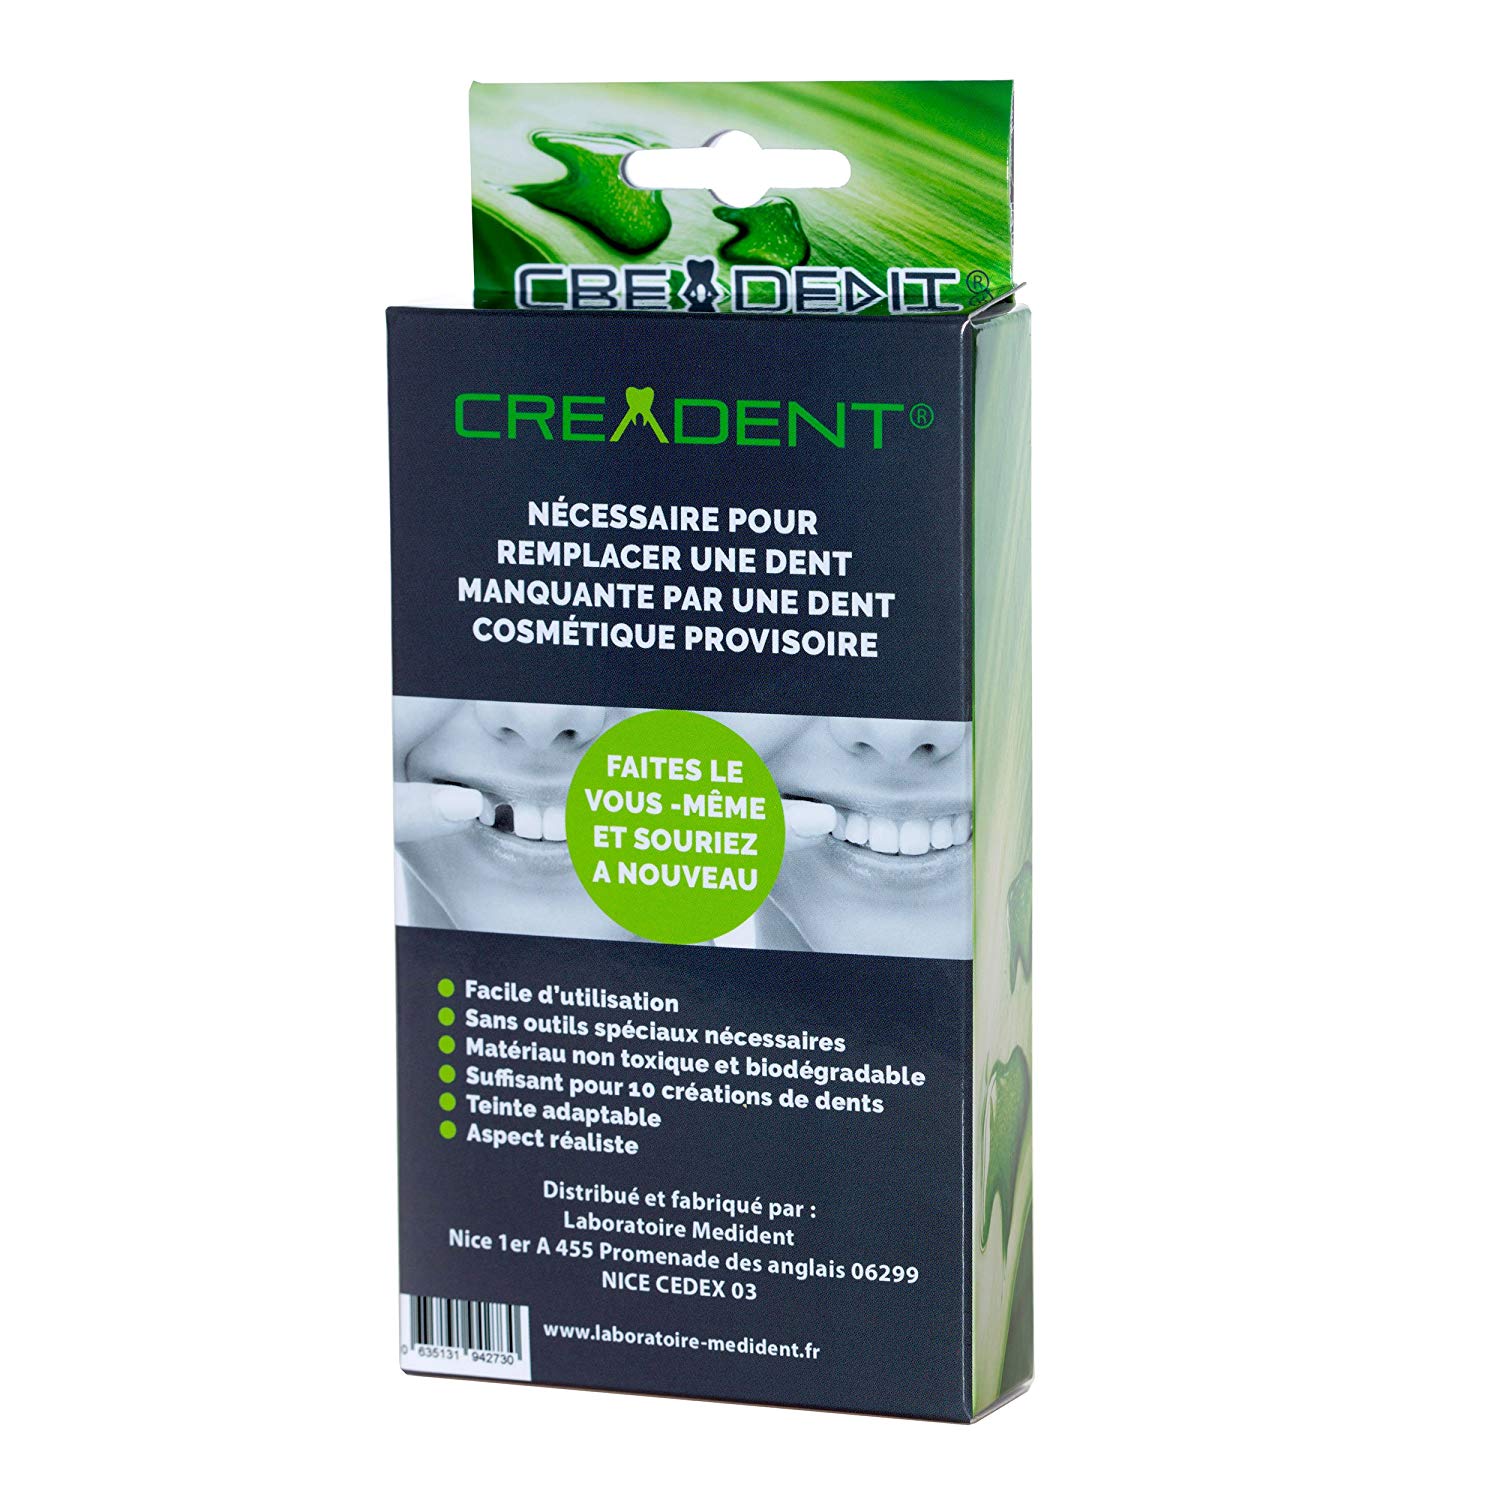 CREADENT ®
CREADENT®
NÉCESSAIRE POUR
REMPLACER UNE DENT
MANQUANTE PAR UNE DENT
COSMÉTIQUE PROVISOIRE
FAITES LE
VOUS -MÊME
ET SOURIEZ
A NOUVEAU
Facile d'utilisation
Sans outils spéciaux nécessaires
Matériau non toxique et biodégradable
Suffisant pour 10 créations de dents
Teinte adaptable
Aspect réaliste
Distribué et fabriqué par :
Laboratoire Medident
Nice 1er A 455 Promenade des anglais 06299
NICE CEDEX 03
www.laboratoire-medident.fr
0 635131 942730